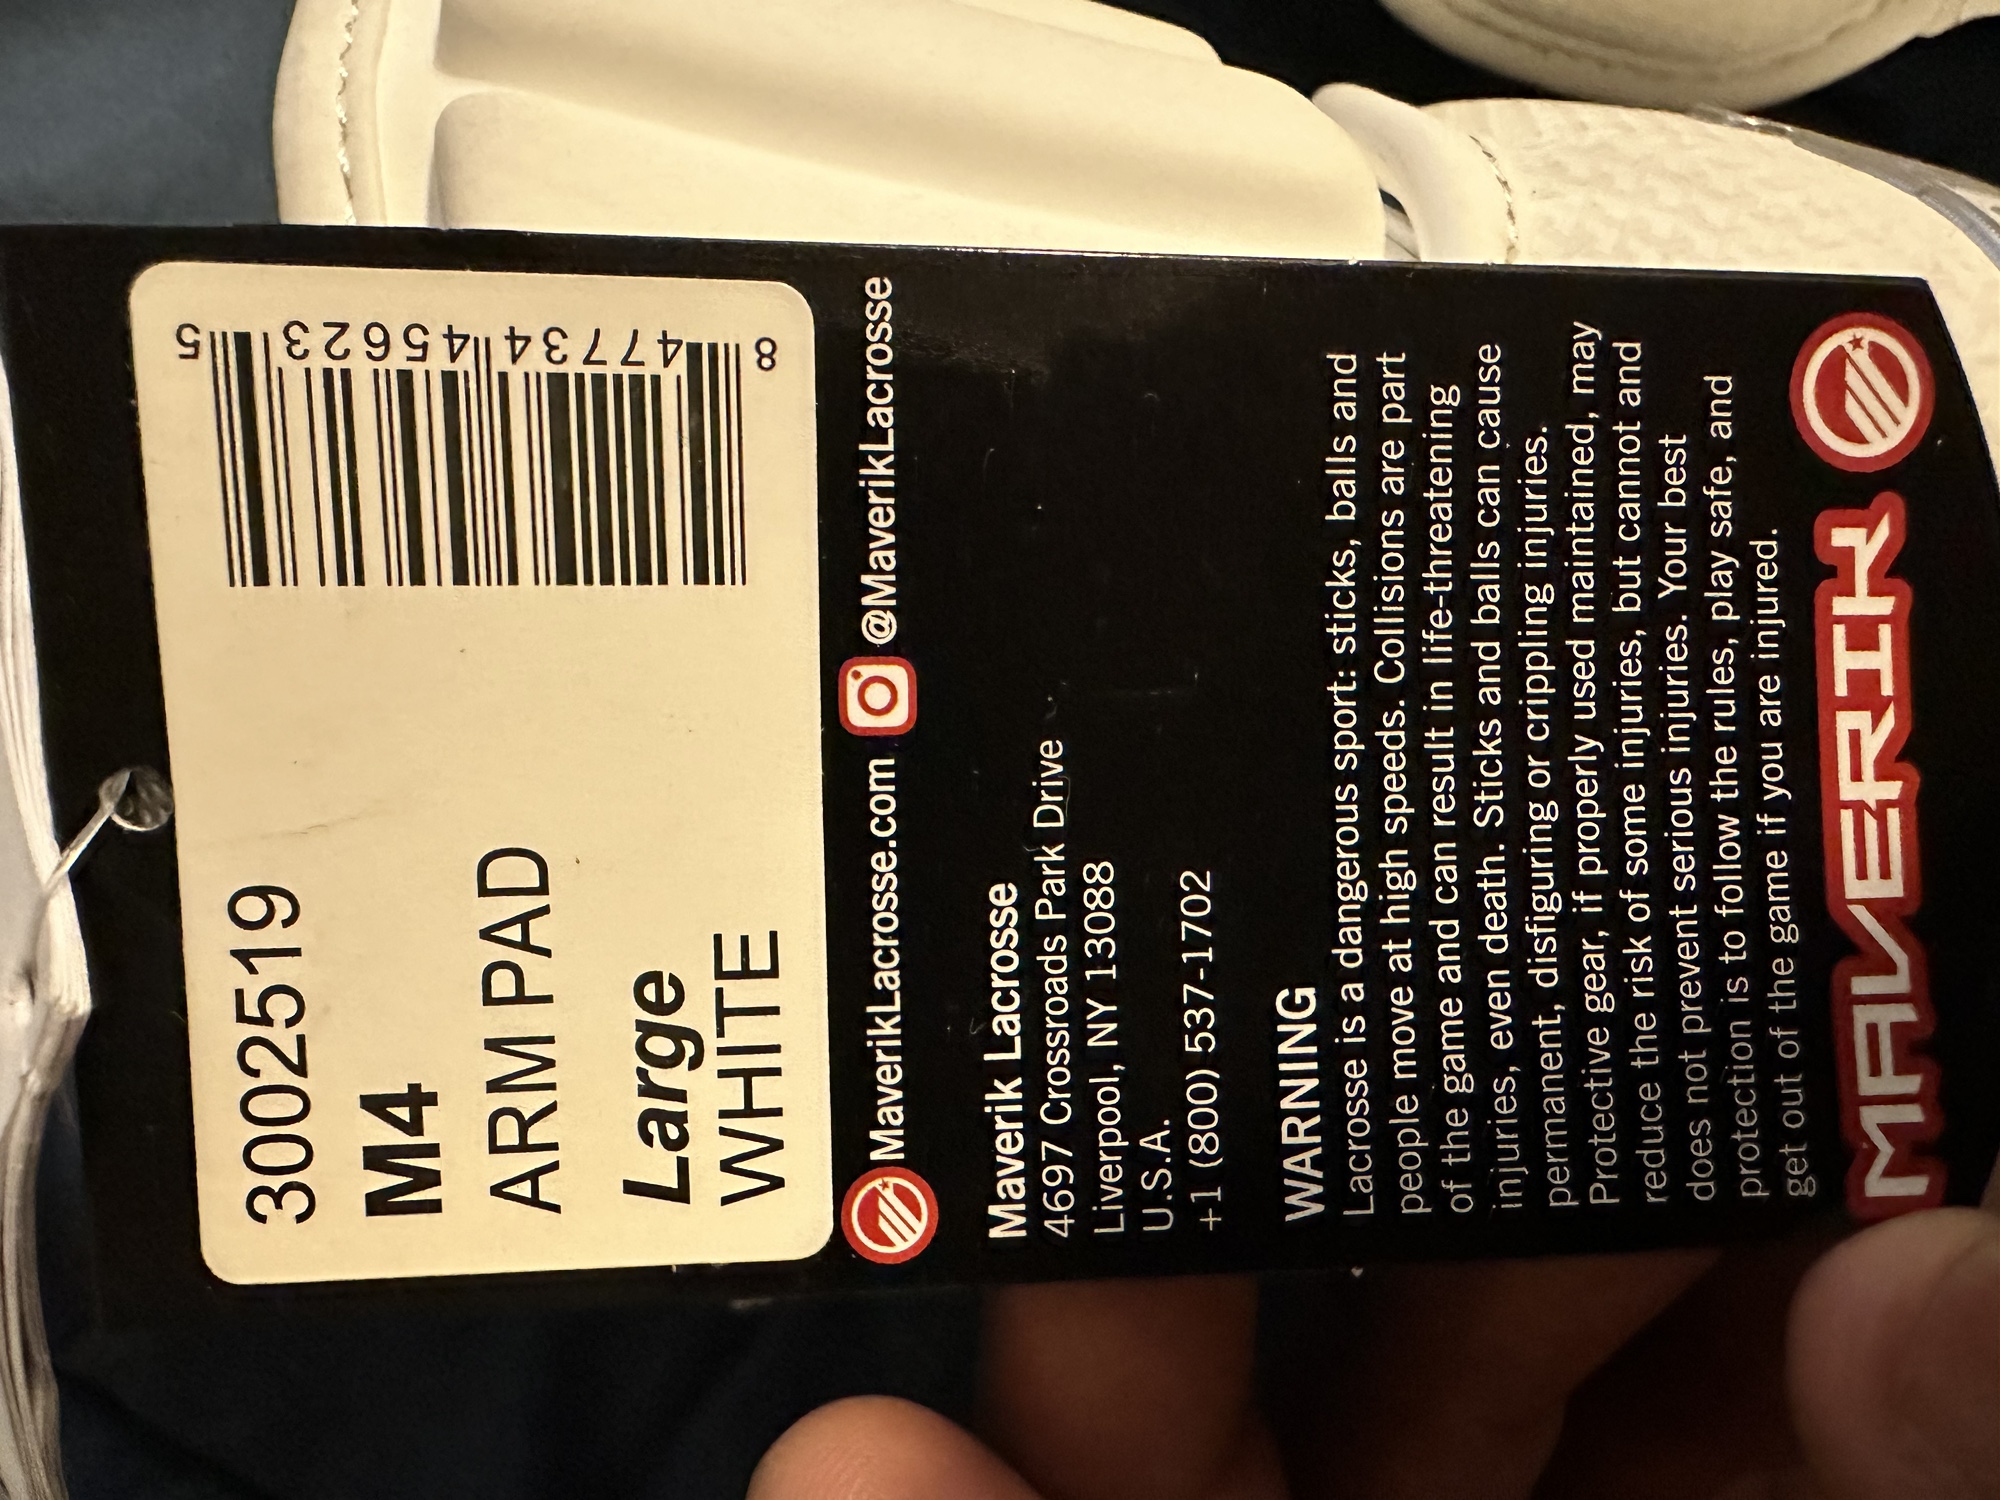 3002519
M4
ARM PAD
Large
WHITE
8 47734 45623 5
MaverikLacrosse.com @MaverikLacrosse
Maverik Lacrosse
4697 Crossroads Park Drive
Liverpool, NY 13088
U.S.A.
+1 (800) 537-1702
WARNING
Lacrosse is a dangerous sport: sticks, balls and
people move at high speeds. Collisions are part
of the game and can result in life-threatening
injuries, even death. Sticks and balls can cause
permanent, disfiguring or crippling injuries.
Protective gear, if properly used maintained, may
reduce the risk of some injuries, but cannot and
does not prevent serious injuries. Your best
protection is to follow the rules, play safe, and
get out of the game if you are injured.
MAVERIK